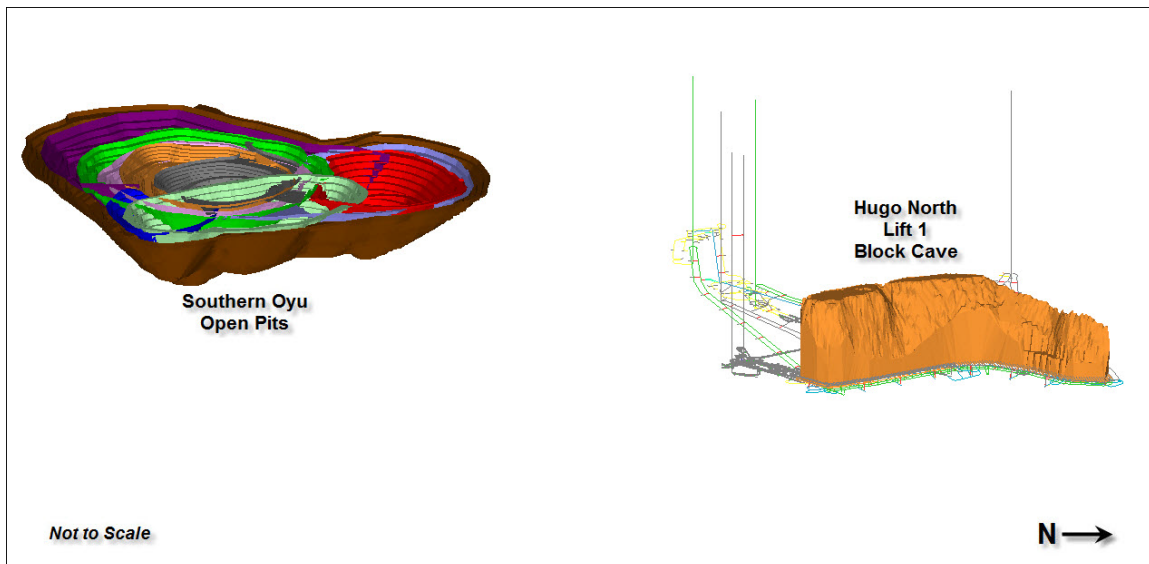 Southern Oyu
Open Pits
Hugo North
Lift 1
Block Cave
Not to Scale
N